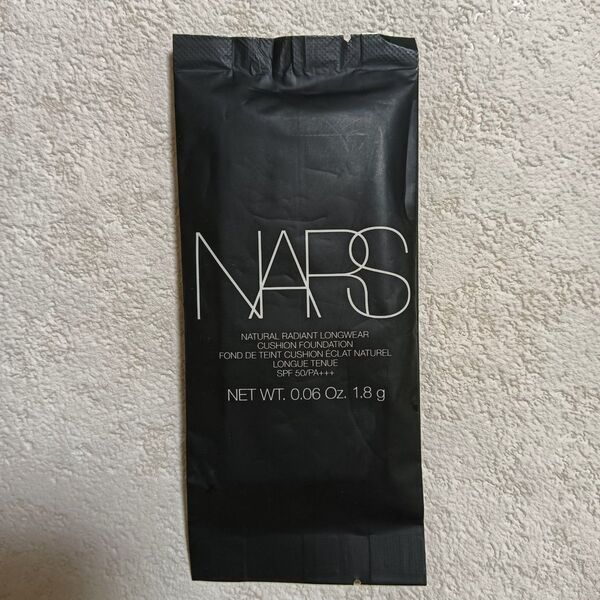 NARS
NATURAL RADIANT LONGWEAR
CUSHION FOUNDATION
FOND DE TEINT CUSHION ÉCLAT NATUREL
LONGUE TENUE
SPF 50/PA+++
NET WT. 0.06 Oz. 1.8 g